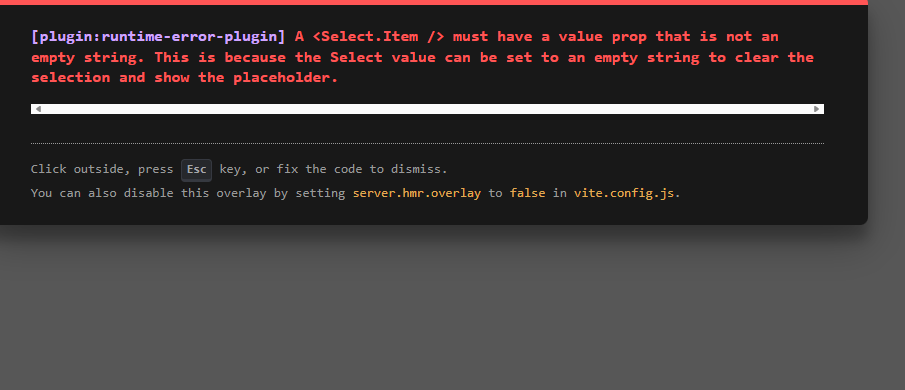 [plugin:runtime-error-plugin] A <Select.Item /> must have a value prop that is not an
empty string. This is because the Select value can be set to an empty string to clear the
selection and show the placeholder.
Click outside, press Esc key, or fix the code to dismiss.
You can also disable this overlay by setting server.hmr.overlay to false in vite.config.js.